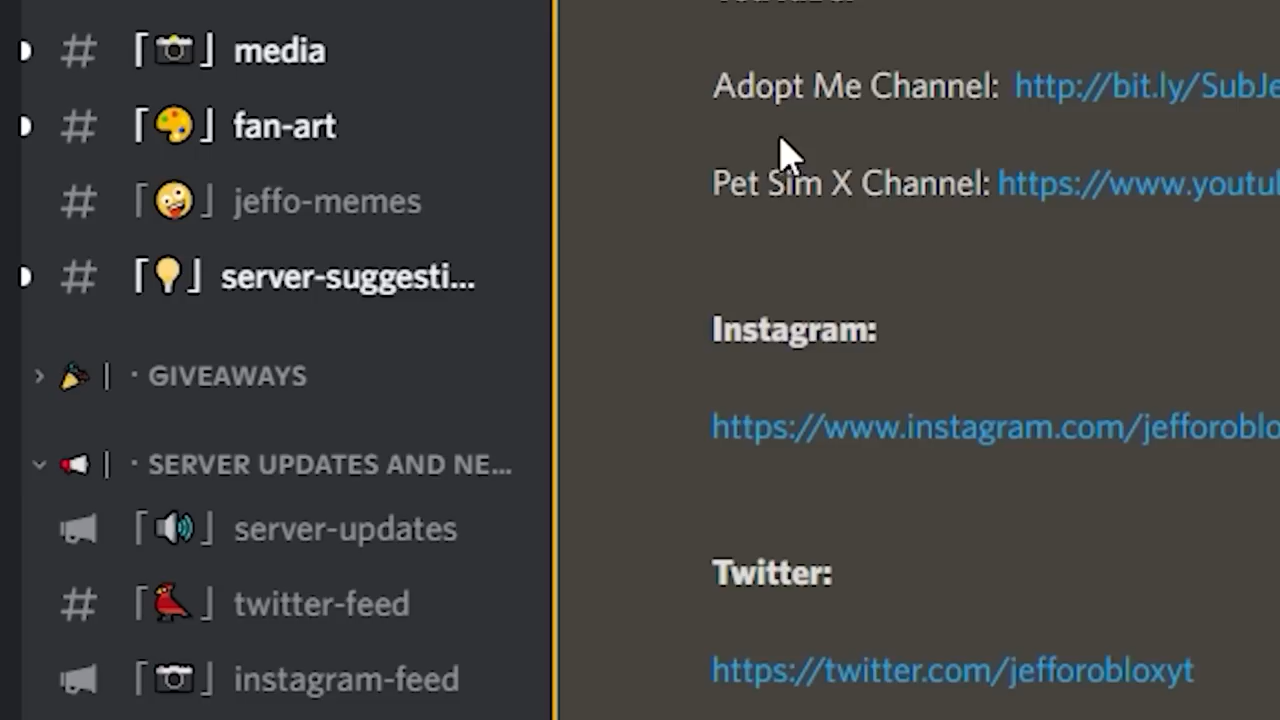 # 「📷」 media
# 「🎨」 fan-art
# 「🤪」 jeffo-memes
# 「💡」 server-suggesti...
> 🎉 | · GIVEAWAYS
📢 | · SERVER UPDATES AND NE...
「🔊」 server-updates
# 「🐦」 twitter-feed
「📷」 instagram-feed
Adopt Me Channel: http://bit.ly/SubJe
Pet Sim X Channel: https://www.youtu
Instagram:
https://www.instagram.com/jefforoblo
Twitter:
https://twitter.com/jefforobloxyt